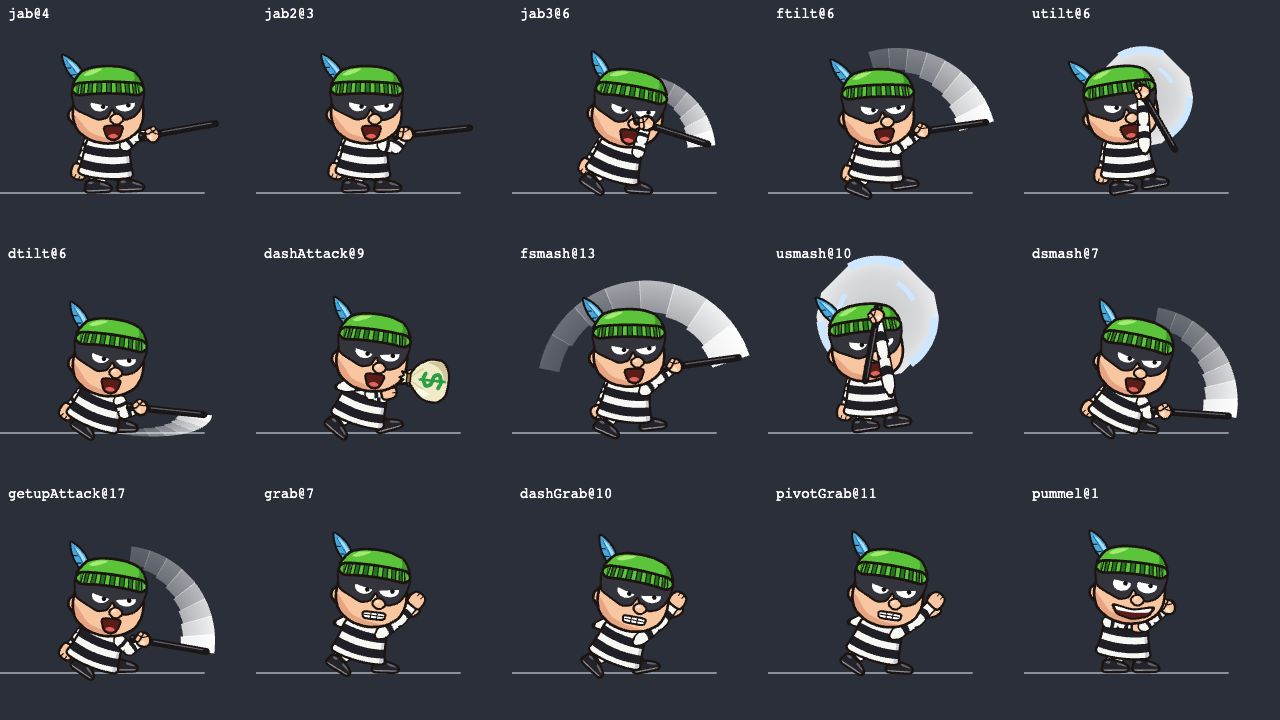 jab@4
jab2@3
jab3@6
ftilt@6
utilt@6
dtilt@6
dashAttack@9
fsmash@13
usmash@10
dsmash@7
$
getupAttack@17
grab@7
dashGrab@10
pivotGrab@11
pummel@1